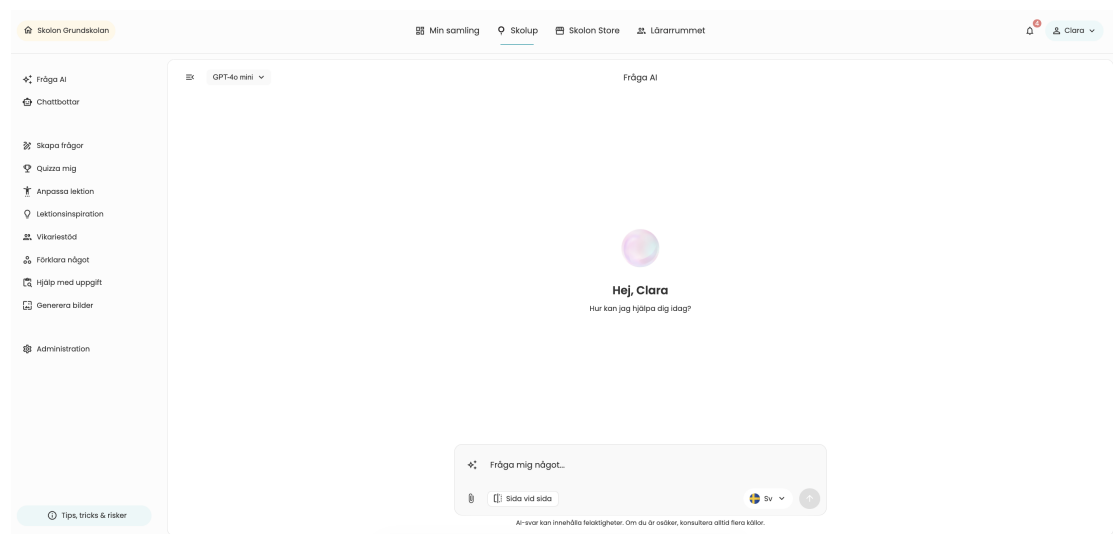 Skolon Grundskolan
Min samling
Skolup
Skolon Store
Lärarrummet
4
Clara
Fråga AI
Chattbottar
Skapa frågor
Quizza mig
Anpassa lektion
Lektionsinspiration
Vikariestöd
Förklara något
Hjälp med uppgift
Generera bilder
Administration
Tips, tricks & risker
GPT-4o mini
Fråga AI
Hej, Clara
Hur kan jag hjälpa dig idag?
Fråga mig något...
Sida vid sida
Sv
AI-svar kan innehålla felaktigheter. Om du är osäker, konsultera alltid flera källor.